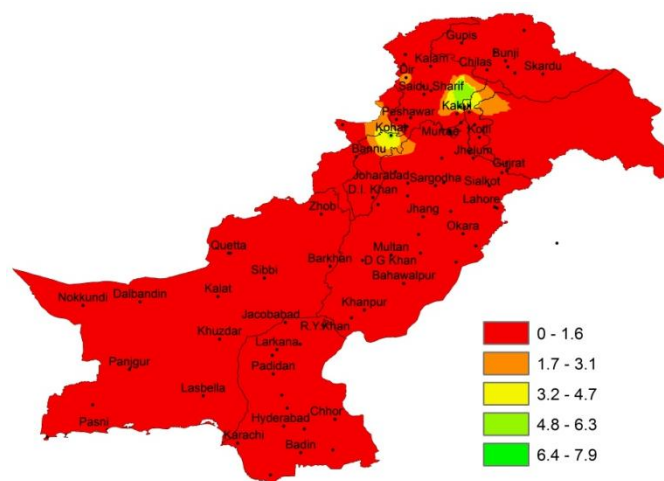 Gupis
Kalam
Chilas
Bunji
Skardu
Dir
Saidu Sharif
Kakul
Peshawar
Kohat
Murree
Kotli
Bannu
Jhelum
Gujrat
Joharabad
Sargodha
Sialkot
D.I. Khan
Lahore
Zhob
Jhang
Okara
Quetta
Multan
Barkhan
D.G.Khan
Sibbi
Bahawalpur
Nokkundi
Dalbandin
Kalat
Khanpur
Jacobabad
R.Y.Khan
Khuzdar
Larkana
Panjgur
Padidan
Lasbella
Pasni
Hyderabad
Chhor
Karachi
Badin
0 - 1.6
1.7 - 3.1
3.2 - 4.7
4.8 - 6.3
6.4 - 7.9